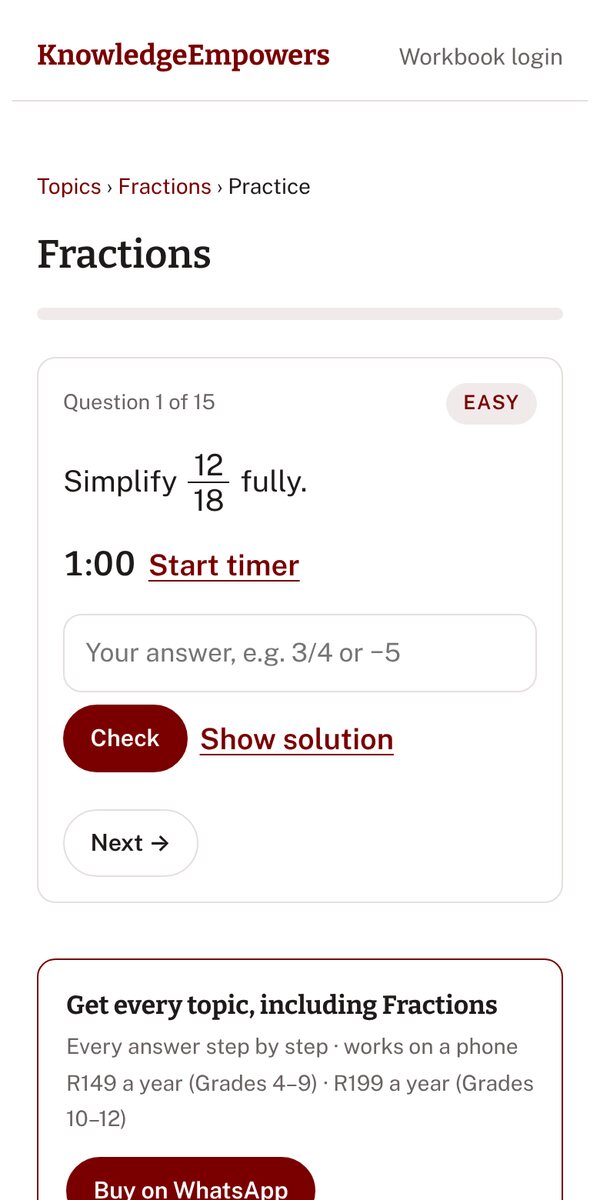 KnowledgeEmpowers
Workbook login
Topics › Fractions › Practice
Fractions
Question 1 of 15
EASY
Simplify 12/18 fully.
1:00 Start timer
Your answer, e.g. 3/4 or −5
Check
Show solution
Next →
Get every topic, including Fractions
Every answer step by step · works on a phone
R149 a year (Grades 4–9) · R199 a year (Grades
10–12)
Buy on WhatsApp